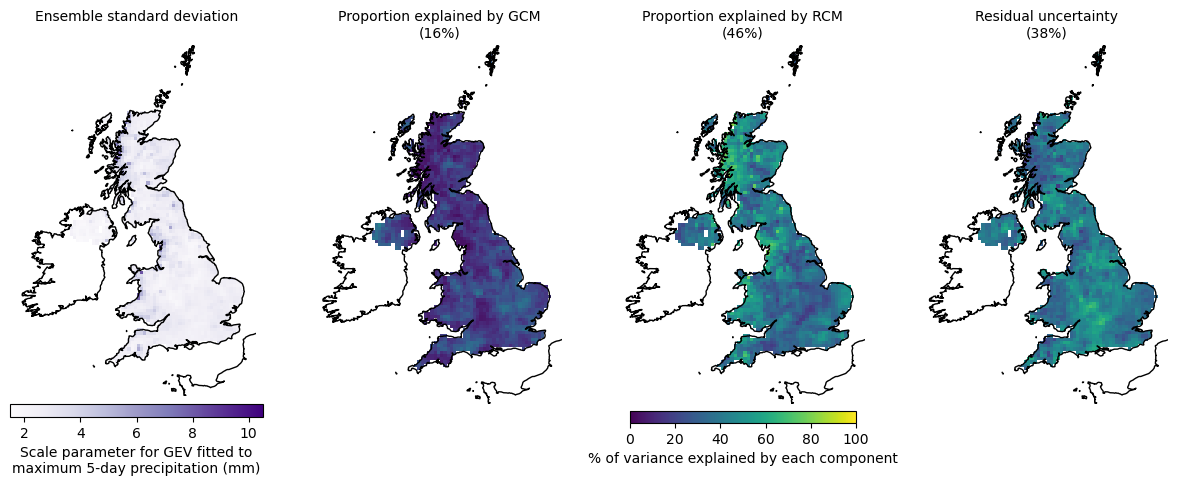 Ensemble standard deviation
Proportion explained by GCM
(16%)
Proportion explained by RCM
(46%)
Residual uncertainty
(38%)
2 4 6 8 10
Scale parameter for GEV fitted to
maximum 5-day precipitation (mm)
0 20 40 60 80 100
% of variance explained by each component